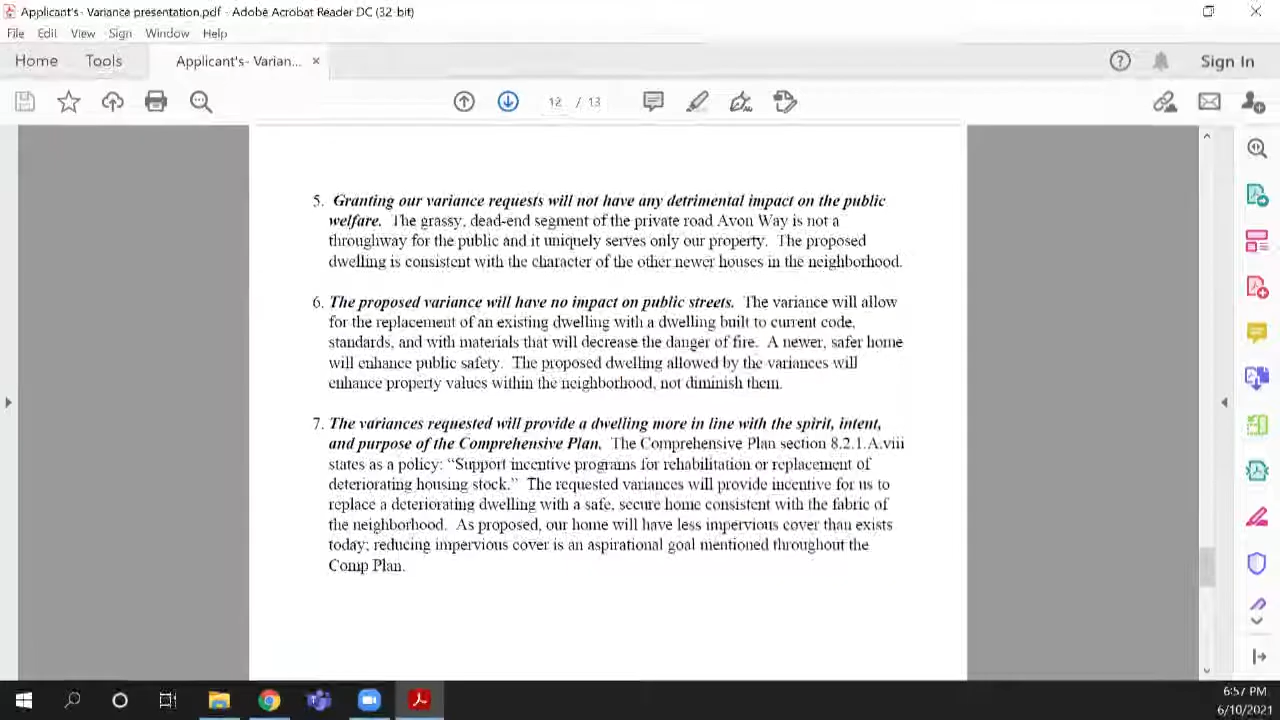 Applicant's- Variance presentation.pdf - Adobe Acrobat Reader DC (32-bit)
File Edit View Sign Window Help
Home Tools Applicant's- Varian... × Sign In
12 / 13
5. Granting our variance requests will not have any detrimental impact on the public
welfare. The grassy, dead-end segment of the private road Avon Way is not a
throughway for the public and it uniquely serves only our property. The proposed
dwelling is consistent with the character of the other newer houses in the neighborhood.
6. The proposed variance will have no impact on public streets. The variance will allow
for the replacement of an existing dwelling with a dwelling built to current code,
standards, and with materials that will decrease the danger of fire. A newer, safer home
will enhance public safety. The proposed dwelling allowed by the variances will
enhance property values within the neighborhood, not diminish them.
7. The variances requested will provide a dwelling more in line with the spirit, intent,
and purpose of the Comprehensive Plan. The Comprehensive Plan section 8.2.1.A.viii
states as a policy: “Support incentive programs for rehabilitation or replacement of
deteriorating housing stock.” The requested variances will provide incentive for us to
replace a deteriorating dwelling with a safe, secure home consistent with the fabric of
the neighborhood. As proposed, our home will have less impervious cover than exists
today; reducing impervious cover is an aspirational goal mentioned throughout the
Comp Plan.
6:57 PM
6/10/2021